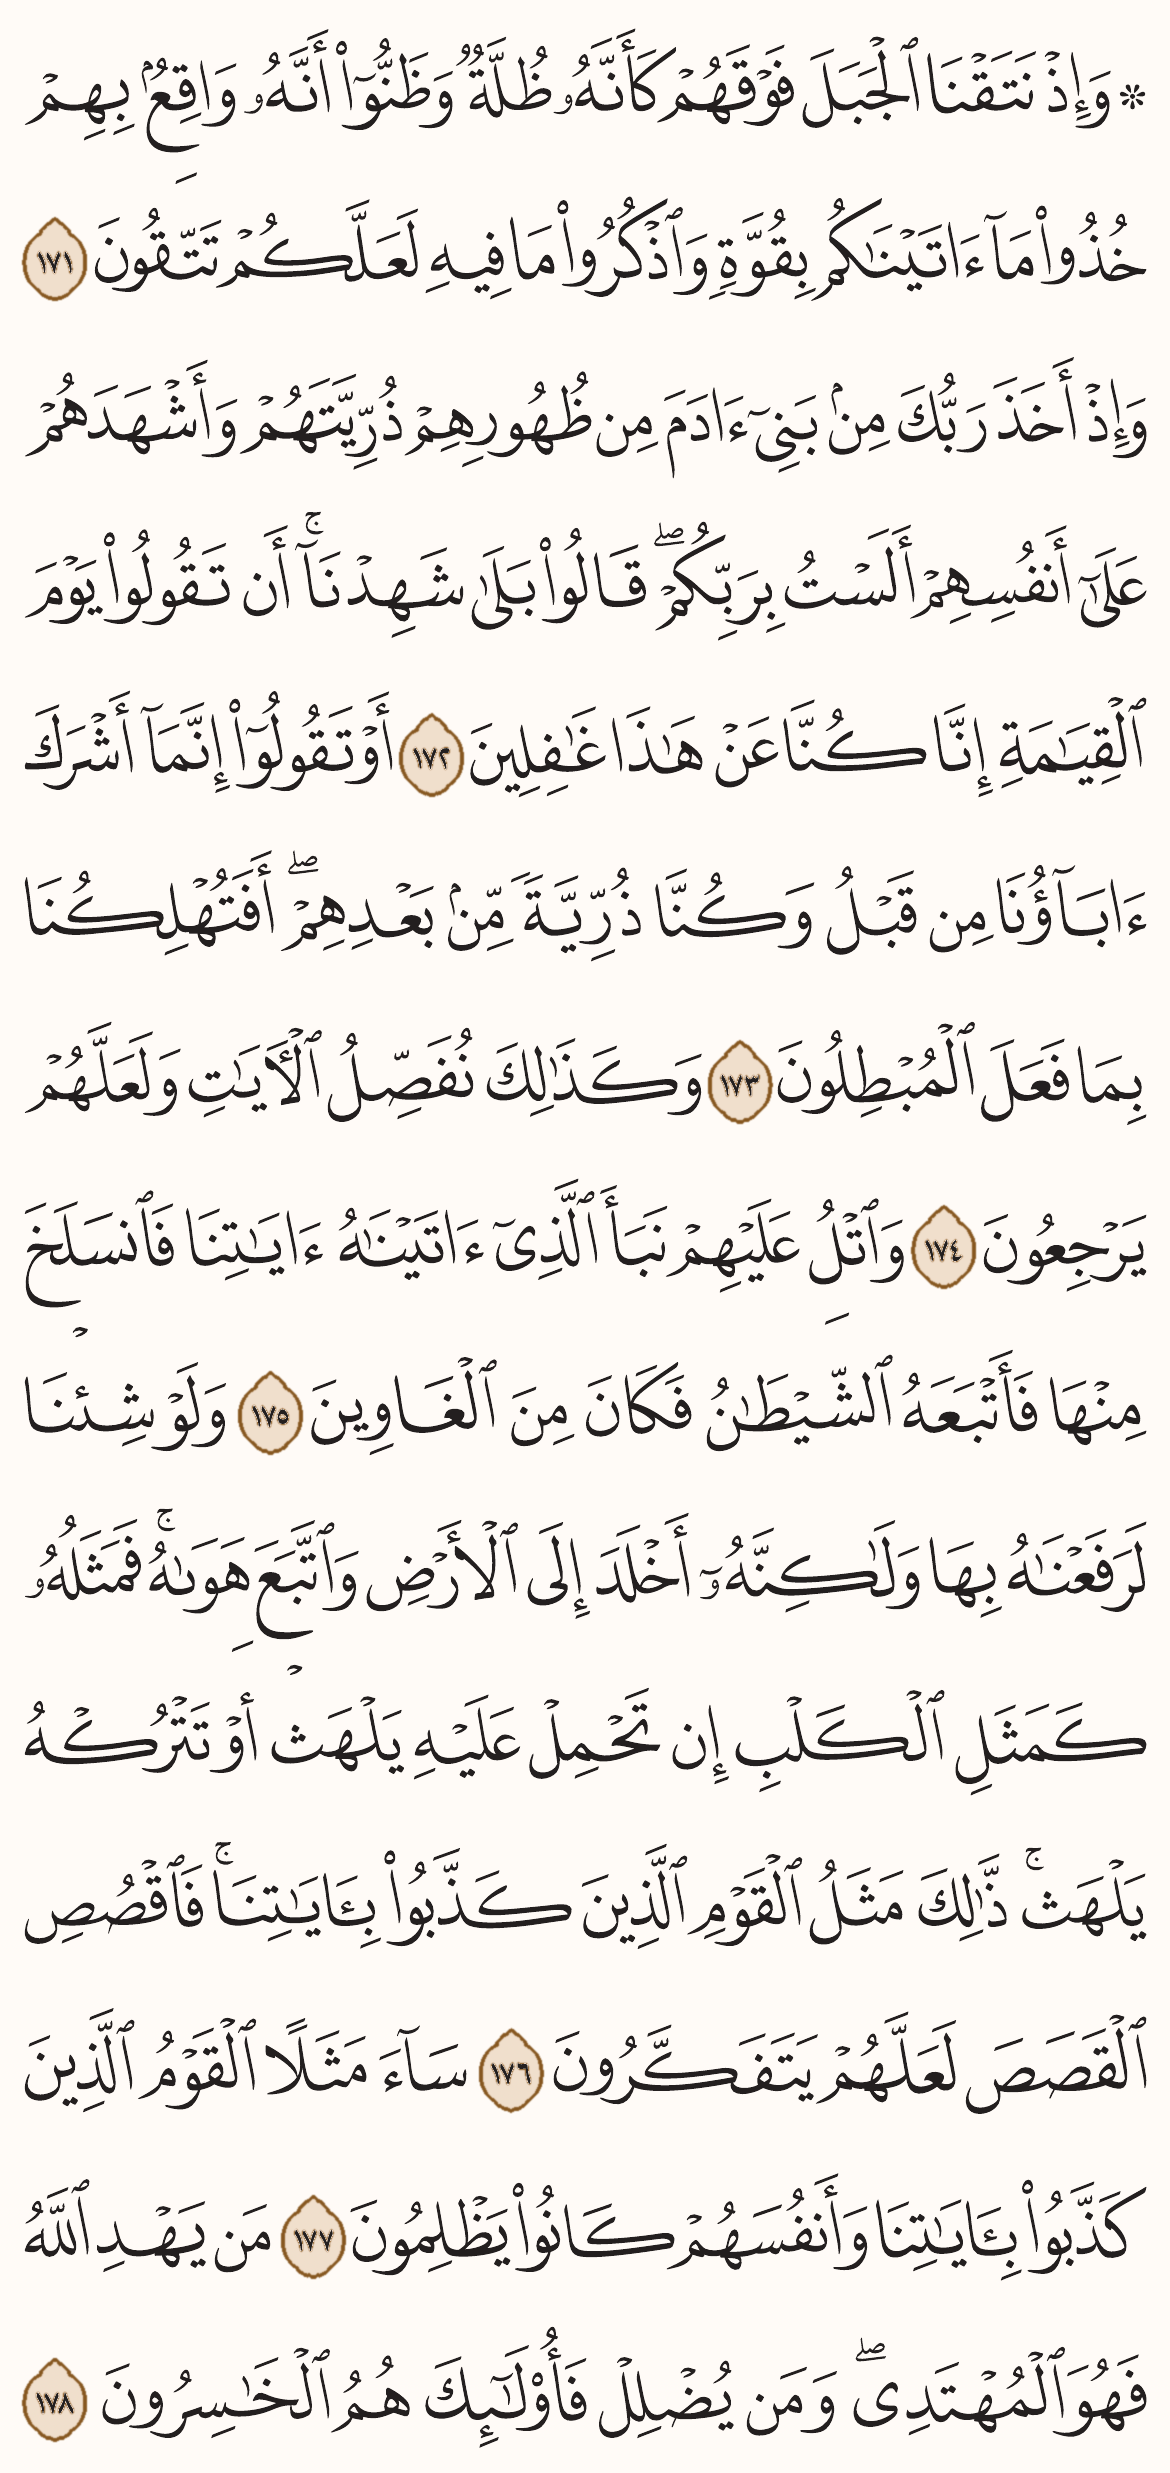 ۞ وَإِذۡ نَتَقۡنَا ٱلۡجَبَلَ فَوۡقَهُمۡ كَأَنَّهُۥ ظُلَّةٞ وَظَنُّوٓاْ أَنَّهُۥ وَاقِعُۢ بِهِمۡ
خُذُواْ مَآ ءَاتَيۡنَٰكُم بِقُوَّةٖ وَٱذۡكُرُواْ مَا فِيهِ لَعَلَّكُمۡ تَتَّقُونَ ١٧١
وَإِذۡ أَخَذَ رَبُّكَ مِنۢ بَنِيٓ ءَادَمَ مِن ظُهُورِهِمۡ ذُرِّيَّتَهُمۡ وَأَشۡهَدَهُمۡ
عَلَىٰٓ أَنفُسِهِمۡ أَلَسۡتُ بِرَبِّكُمۡۖ قَالُواْ بَلَىٰ شَهِدۡنَآۚ أَن تَقُولُواْ يَوۡمَ
ٱلۡقِيَٰمَةِ إِنَّا كُنَّا عَنۡ هَٰذَا غَٰفِلِينَ ١٧٢ أَوۡ تَقُولُوٓاْ إِنَّمَآ أَشۡرَكَ
ءَابَآؤُنَا مِن قَبۡلُ وَكُنَّا ذُرِّيَّةٗ مِّنۢ بَعۡدِهِمۡۖ أَفَتُهۡلِكُنَا
بِمَا فَعَلَ ٱلۡمُبۡطِلُونَ ١٧٣ وَكَذَٰلِكَ نُفَصِّلُ ٱلۡأٓيَٰتِ وَلَعَلَّهُمۡ
يَرۡجِعُونَ ١٧٤ وَٱتۡلُ عَلَيۡهِمۡ نَبَأَ ٱلَّذِيٓ ءَاتَيۡنَٰهُ ءَايَٰتِنَا فَٱنسَلَخَ
مِنۡهَا فَأَتۡبَعَهُ ٱلشَّيۡطَٰنُ فَكَانَ مِنَ ٱلۡغَاوِينَ ١٧٥ وَلَوۡ شِئۡنَا
لَرَفَعۡنَٰهُ بِهَا وَلَٰكِنَّهُۥٓ أَخۡلَدَ إِلَى ٱلۡأَرۡضِ وَٱتَّبَعَ هَوَىٰهُۚ فَمَثَلُهُۥ
كَمَثَلِ ٱلۡكَلۡبِ إِن تَحۡمِلۡ عَلَيۡهِ يَلۡهَثۡ أَوۡ تَتۡرُكۡهُ
يَلۡهَثۚ ذَّٰلِكَ مَثَلُ ٱلۡقَوۡمِ ٱلَّذِينَ كَذَّبُواْ بِـَٔايَٰتِنَاۚ فَٱقۡصُصِ
ٱلۡقَصَصَ لَعَلَّهُمۡ يَتَفَكَّرُونَ ١٧٦ سَآءَ مَثَلًا ٱلۡقَوۡمُ ٱلَّذِينَ
كَذَّبُواْ بِـَٔايَٰتِنَا وَأَنفُسَهُمۡ كَانُواْ يَظۡلِمُونَ ١٧٧ مَن يَهۡدِ ٱللَّهُ
فَهُوَ ٱلۡمُهۡتَدِيۖ وَمَن يُضۡلِلۡ فَأُوْلَٰٓئِكَ هُمُ ٱلۡخَٰسِرُونَ ١٧٨